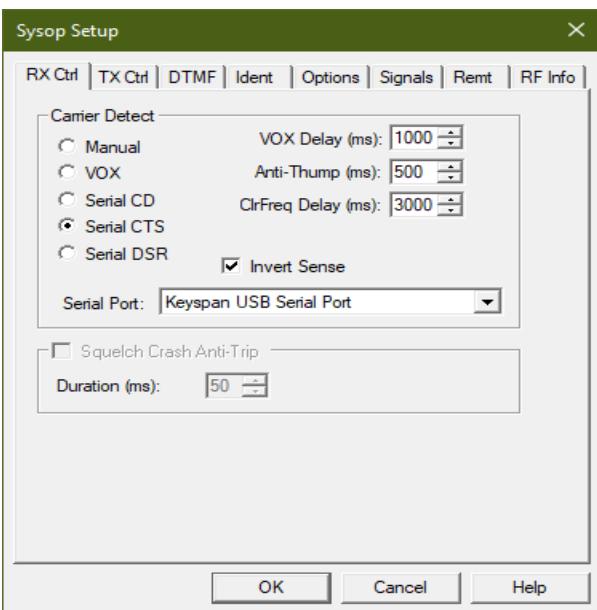 Sysop Setup
RX Ctrl TX Ctrl DTMF Ident Options Signals Remt RF Info
Carrier Detect
Manual
VOX
Serial CD
Serial CTS
Serial DSR
VOX Delay (ms): 1000
Anti-Thump (ms): 500
ClrFreq Delay (ms): 3000
Invert Sense
Serial Port: Keyspan USB Serial Port
Squelch Crash Anti-Trip
Duration (ms): 50
OK Cancel Help